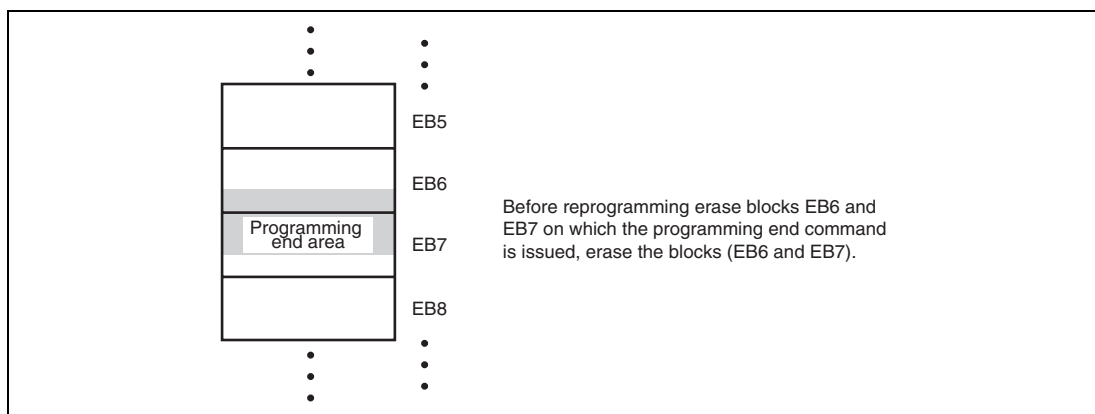 EB5
EB6
Programming
end area
EB7
EB8
Before reprogramming erase blocks EB6 and
EB7 on which the programming end command
is issued, erase the blocks (EB6 and EB7).